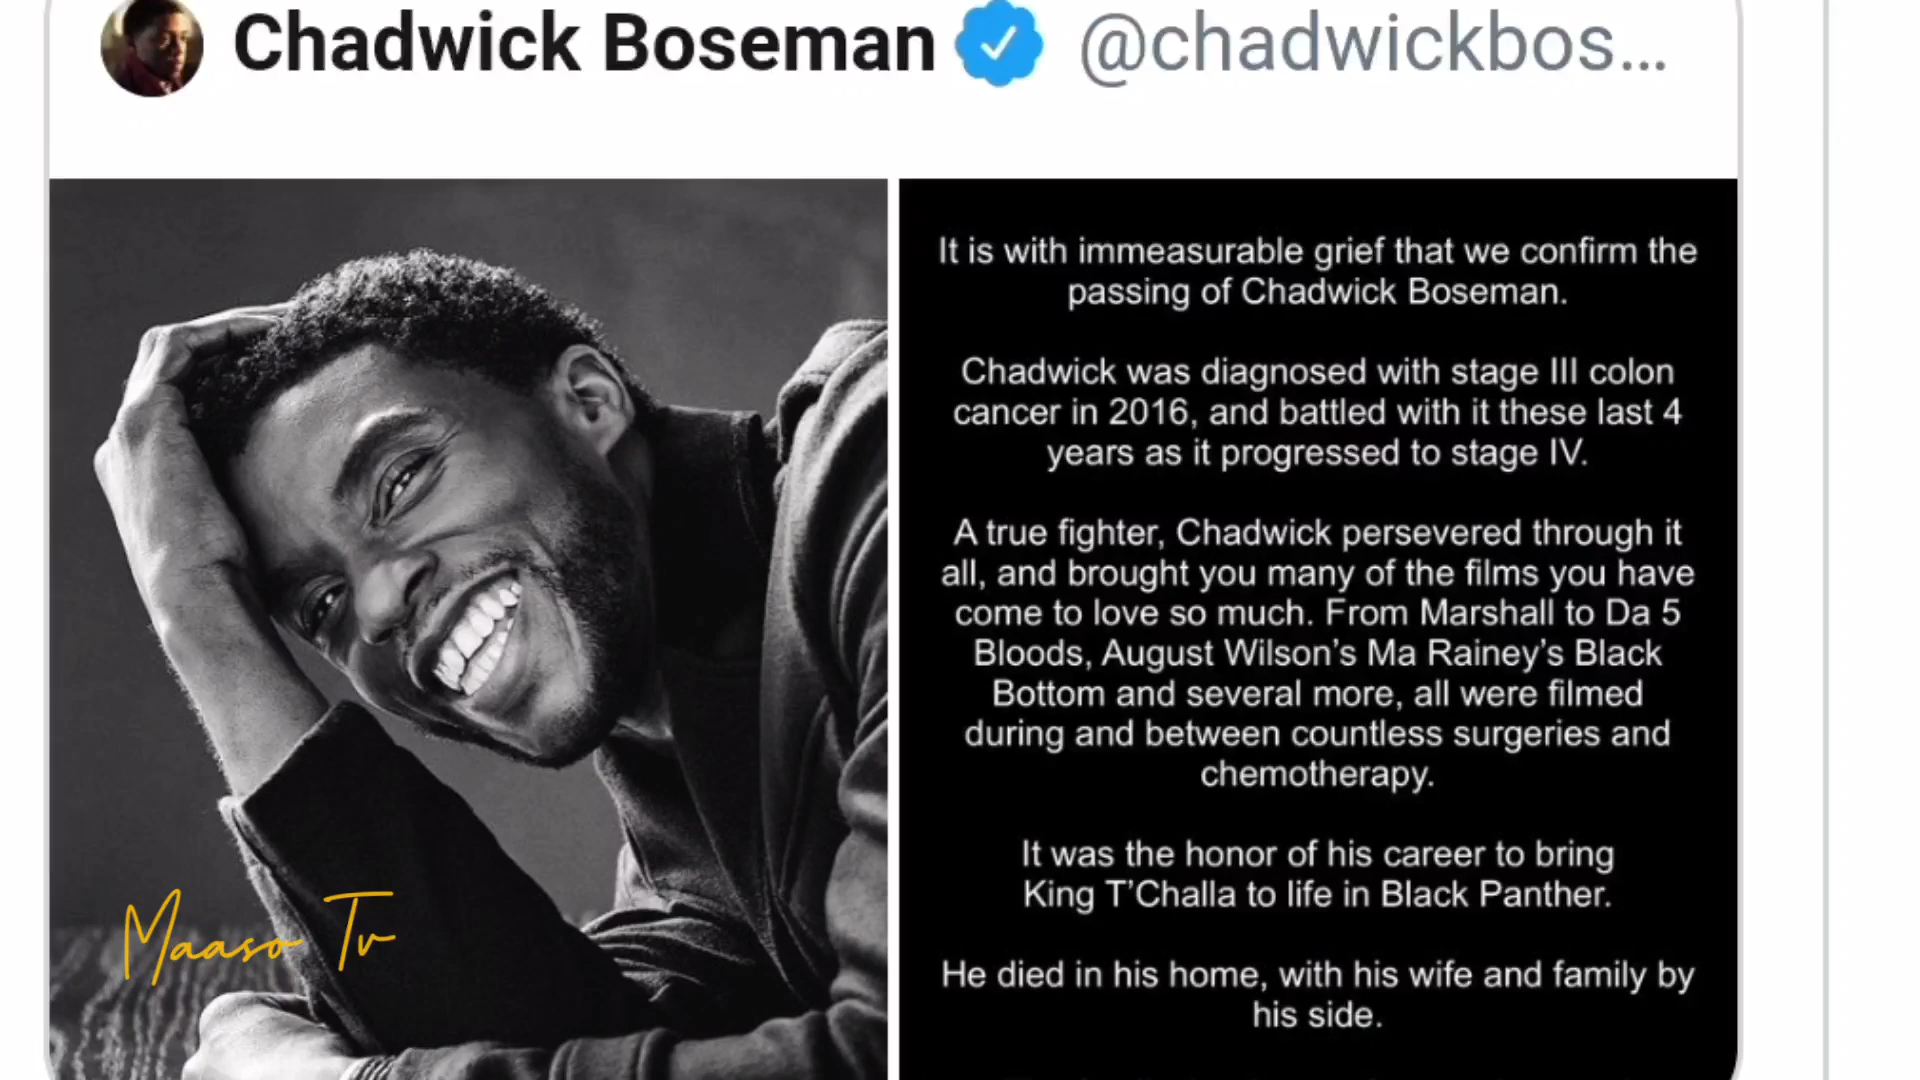 Chadwick Boseman @chadwickbos...
It is with immeasurable grief that we confirm the
passing of Chadwick Boseman.
Chadwick was diagnosed with stage III colon
cancer in 2016, and battled with it these last 4
years as it progressed to stage IV.
A true fighter, Chadwick persevered through it
all, and brought you many of the films you have
come to love so much. From Marshall to Da 5
Bloods, August Wilson’s Ma Rainey’s Black
Bottom and several more, all were filmed
during and between countless surgeries and
chemotherapy.
It was the honor of his career to bring
King T’Challa to life in Black Panther.
He died in his home, with his wife and family by
his side.
Maaso Tv